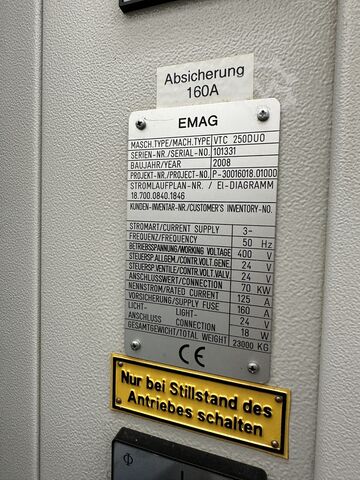 Absicherung
160A
EMAG
MASCH.TYPE/MACH.TYPE VTC 250DUO
SERIEN-NR./SERIAL-NO. 101331
BAUJAHR/YEAR 2008
PROJEKT-NR./PROJECT-NO. P-30016018.01000
STROMLAUFPLAN-NR. / El-DIAGRAMM
18.700.0840.1846
KUNDEN-INVENTAR-NR./CUSTOMER'S INVENTORY-NO.
STROMART/CURRENT SUPPLY 3~
FREQUENZ/FREQUENCY 50 Hz
BETRIEBSSPANNUNG/WORKING VOLTAGE 400 V
STEUERSP.ALLGEM./CONTR.VOLT.GENE. 24 V
STEUERSP.VENTILE/CONTR.VOLT.VALV. 24 V
ANSCHLUSSWERT/CONNECTION 70 KW
NENNSTROM/RATED CURRENT 125 A
VORSICHERUNG/SUPPLY FUSE 160 A
LICHT- LIGHT- 24 V
ANSCHLUSS CONNECTION 18 W
GESAMTGEWICHT/TOTAL WEIGHT 23000 KG
CE
Nur bei Stillstand des
Antriebes schalten